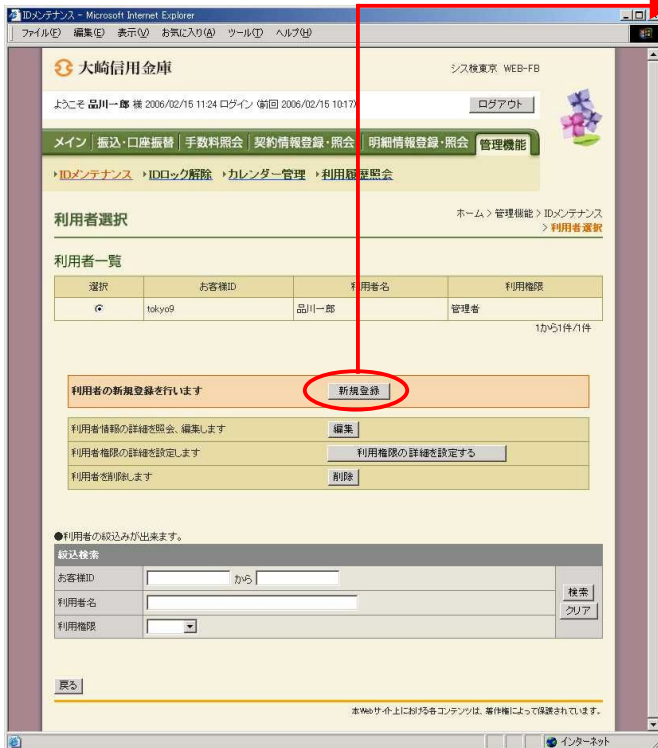 IDメンテナンス - Microsoft Internet Explorer
ファイル(F) 編集(E) 表示(V) お気に入り(A) ツール(T) ヘルプ(H)
大崎信用金庫
シス検東京 WEB-FB
ようこそ 品川一郎 様 2006/02/15 11:24 ログイン (前回 2006/02/15 10:17)
ログアウト
メイン 振込・口座振替 手数料照会 契約情報登録・照会 明細情報登録・照会 管理機能
IDメンテナンス IDロック解除 カレンダー管理 利用履歴照会
利用者選択
ホーム > 管理機能 > IDメンテナンス
> 利用者選択
利用者一覧
選択 お客様ID 利用者名 利用権限
tokyo9 品川一郎 管理者
1から1件/1件
利用者の新規登録を行います 新規登録
利用者情報の詳細を照会、編集します 編集
利用者権限の詳細を設定します 利用権限の詳細を設定する
利用者を削除します 削除
●利用者の絞込みが出来ます。
絞込検索
お客様ID から
利用者名
利用権限
検索
クリア
戻る
本Webサイト上における各コンテンツは、著作権によって保護されています。
インターネット